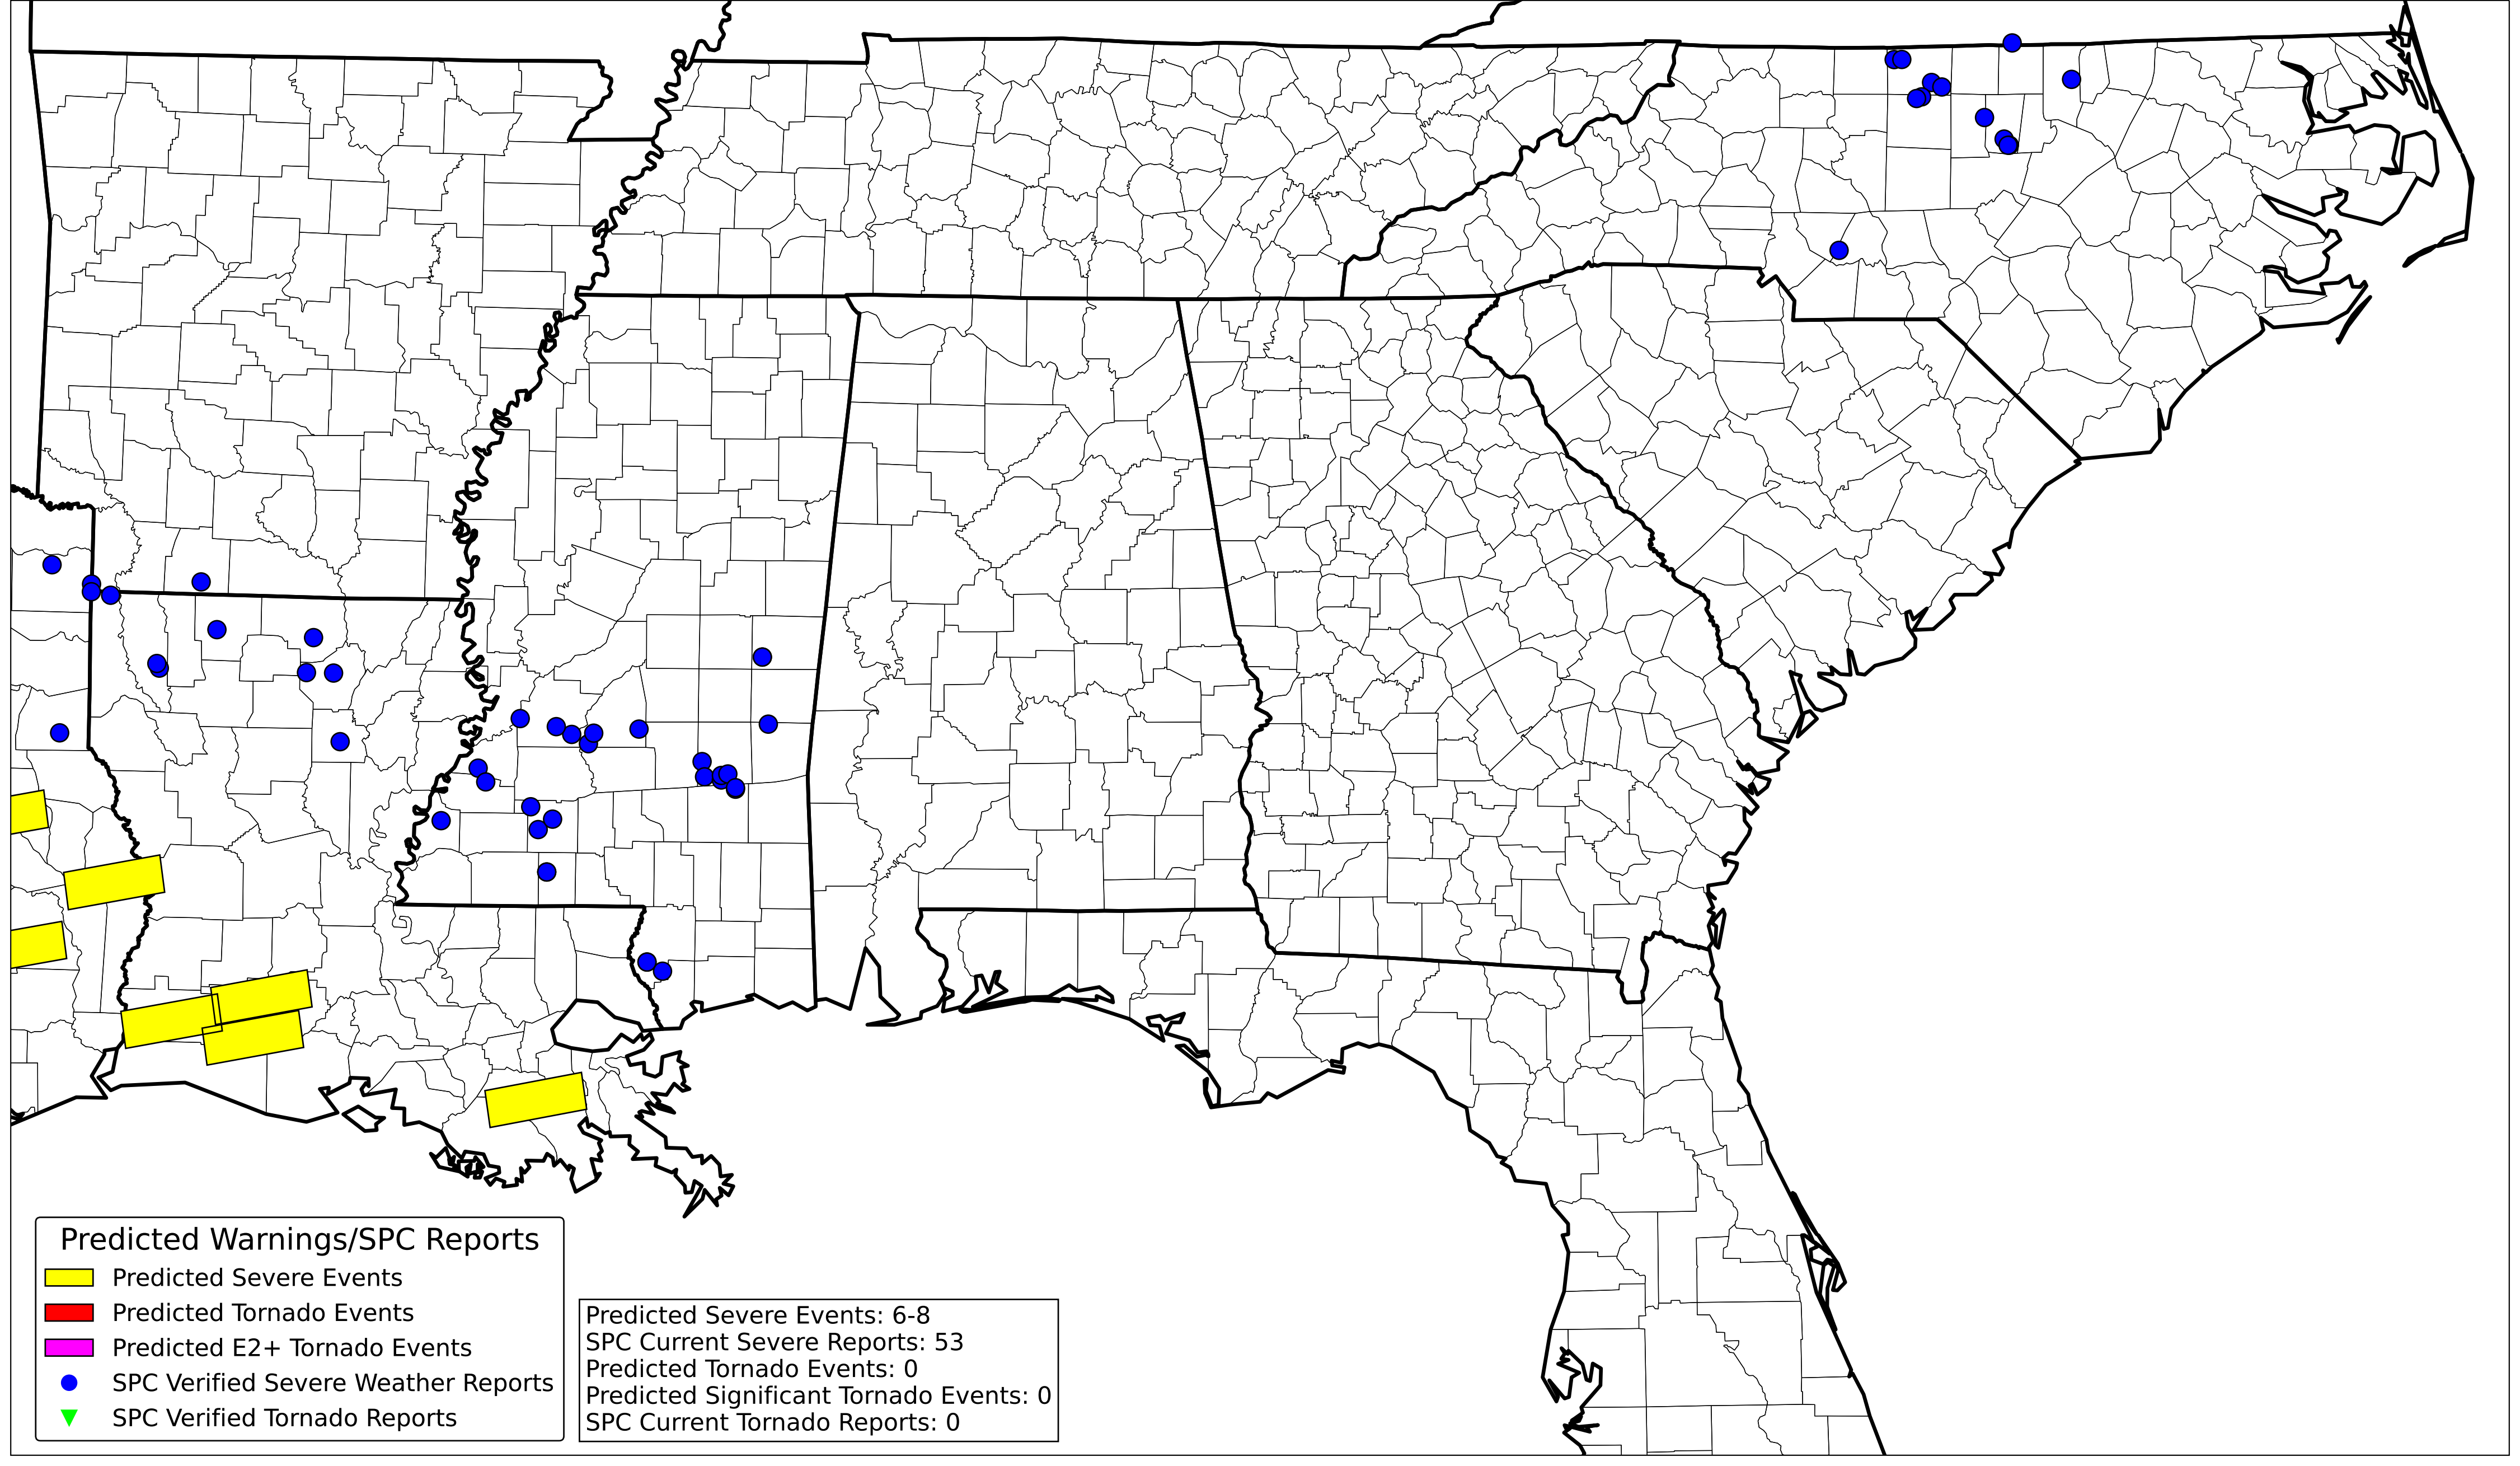 Predicted Warnings/SPC Reports
Predicted Severe Events
Predicted Tornado Events
Predicted E2+ Tornado Events
SPC Verified Severe Weather Reports
SPC Verified Tornado Reports
Predicted Severe Events: 6-8
SPC Current Severe Reports: 53
Predicted Tornado Events: 0
Predicted Significant Tornado Events: 0
SPC Current Tornado Reports: 0